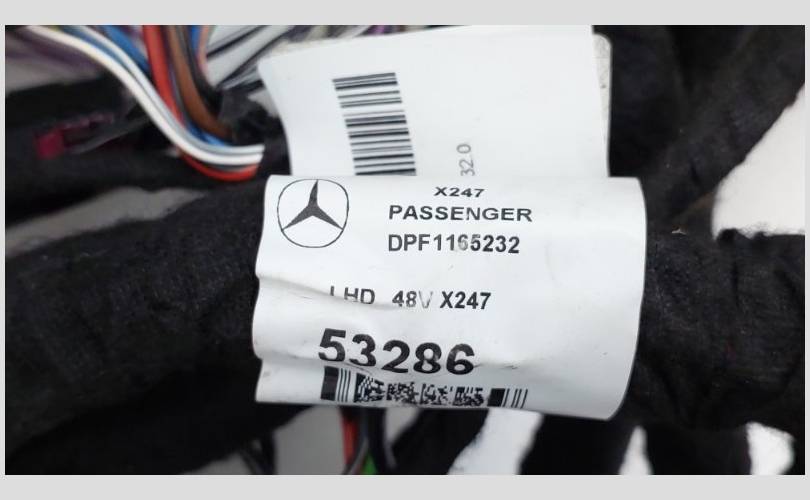 32.0
X247
PASSENGER
DPF1165232
LHD 48V X247
53286